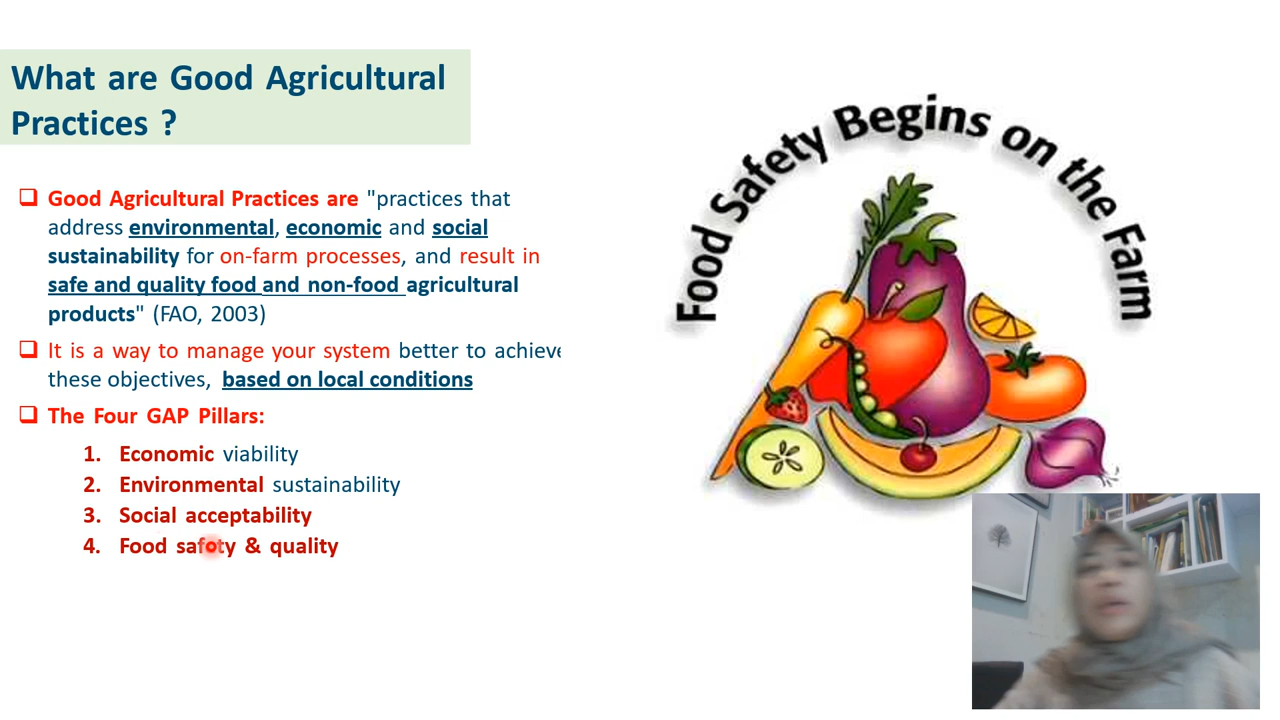 What are Good Agricultural
Practices ?
Good Agricultural Practices are "practices that
address environmental, economic and social
sustainability for on-farm processes, and result in
safe and quality food and non-food agricultural
products" (FAO, 2003)
It is a way to manage your system better to achieve
these objectives, based on local conditions
The Four GAP Pillars:
1. Economic viability
2. Environmental sustainability
3. Social acceptability
4. Food safety & quality
Food Safety Begins on the Farm